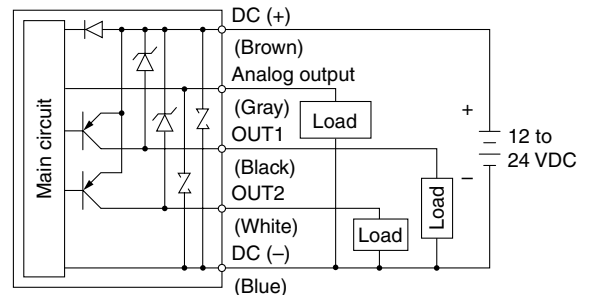 DC (+)
(Brown)
Analog output
(Gray)
Load
OUT1
(Black)
OUT2
(White)
Load
Load
DC (–)
(Blue)
Main circuit
+
12 to
24 VDC
–